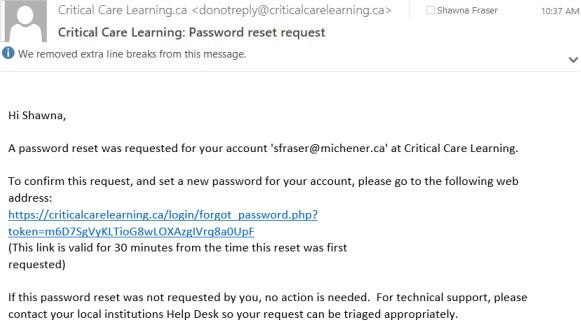 Critical Care Learning.ca <donotreply@criticalcarelearning.ca>
Shawna Fraser
10:37 AM
Critical Care Learning: Password reset request
We removed extra line breaks from this message.
Hi Shawna,
A password reset was requested for your account 'sfraser@michener.ca' at Critical Care Learning.
To confirm this request, and set a new password for your account, please go to the following web
address:
https://criticalcarelearning.ca/login/forgot_password.php?
token=m6D7SgVyKLTioG8wLOXAzglVrq8a0UpF
(This link is valid for 30 minutes from the time this reset was first
requested)
If this password reset was not requested by you, no action is needed.  For technical support, please
contact your local institutions Help Desk so your request can be triaged appropriately.